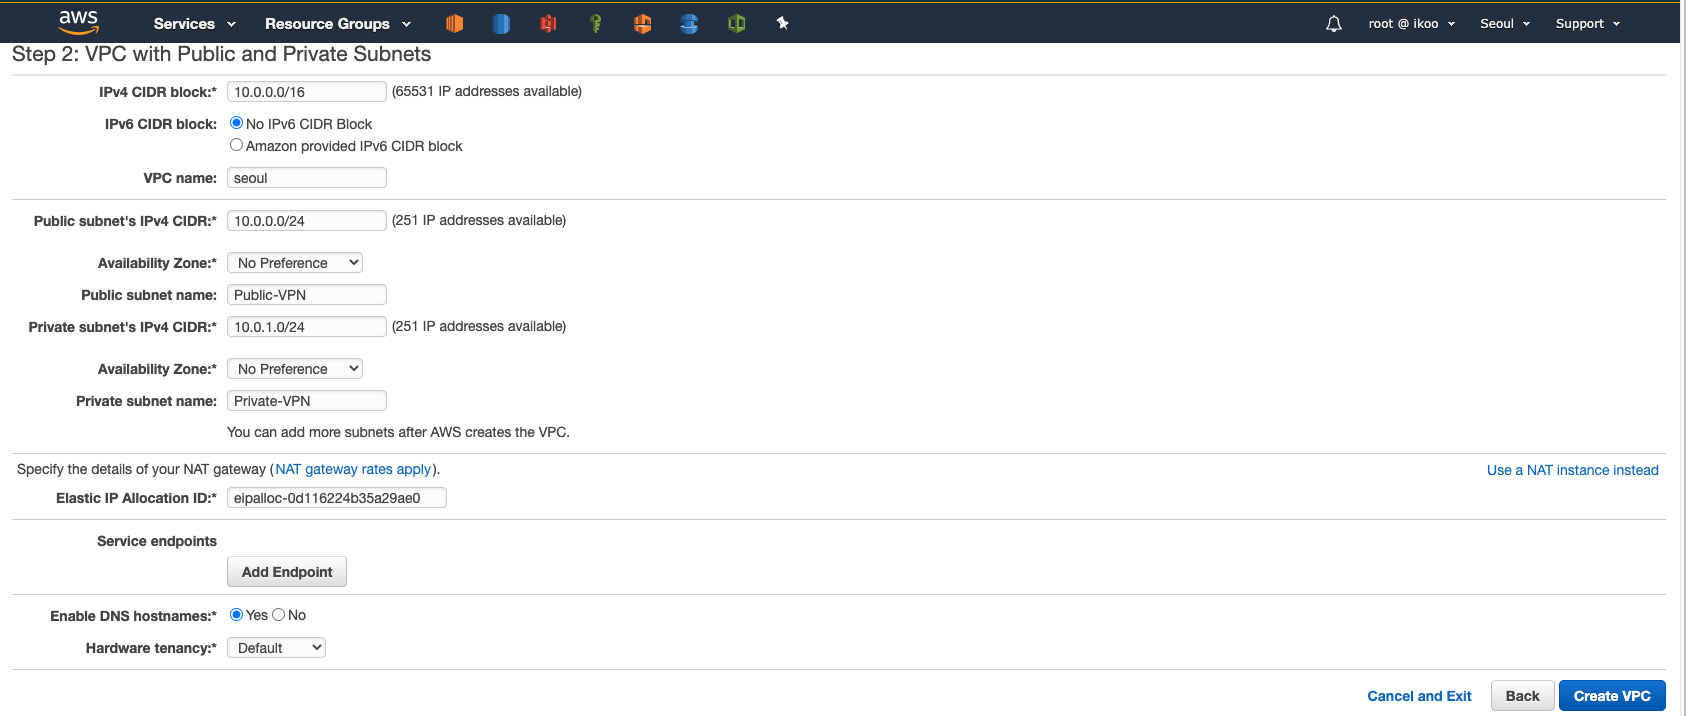 aws Services Resource Groups root @ ikoo Seoul Support
Step 2: VPC with Public and Private Subnets
IPv4 CIDR block:* 10.0.0.0/16 (65531 IP addresses available)
IPv6 CIDR block: No IPv6 CIDR Block
Amazon provided IPv6 CIDR block
VPC name: seoul
Public subnet's IPv4 CIDR:* 10.0.0.0/24 (251 IP addresses available)
Availability Zone:* No Preference
Public subnet name: Public-VPN
Private subnet's IPv4 CIDR:* 10.0.1.0/24 (251 IP addresses available)
Availability Zone:* No Preference
Private subnet name: Private-VPN
You can add more subnets after AWS creates the VPC.
Specify the details of your NAT gateway (NAT gateway rates apply). Use a NAT instance instead
Elastic IP Allocation ID:* eipalloc-0d116224b35a29ae0
Service endpoints
Add Endpoint
Enable DNS hostnames:* Yes No
Hardware tenancy:* Default
Cancel and Exit Back Create VPC